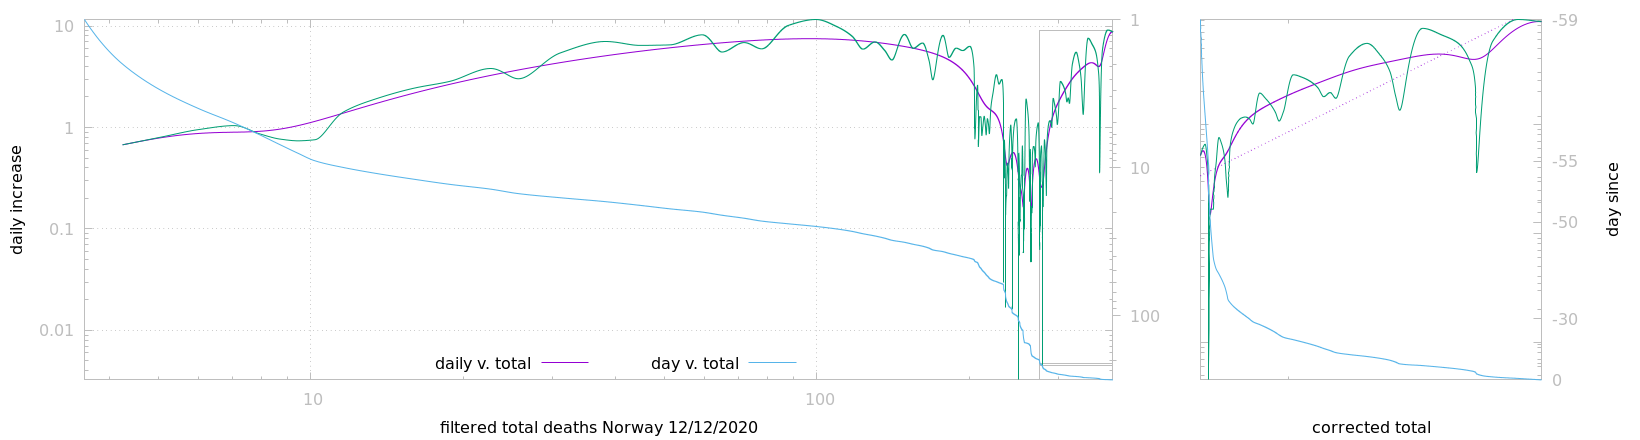 10
1
0.1
0.01
daily increase
10
100
1
10
100
daily v. total
day v. total
filtered total deaths Norway 12/12/2020
-59
-55
-50
-30
0
day since
corrected total